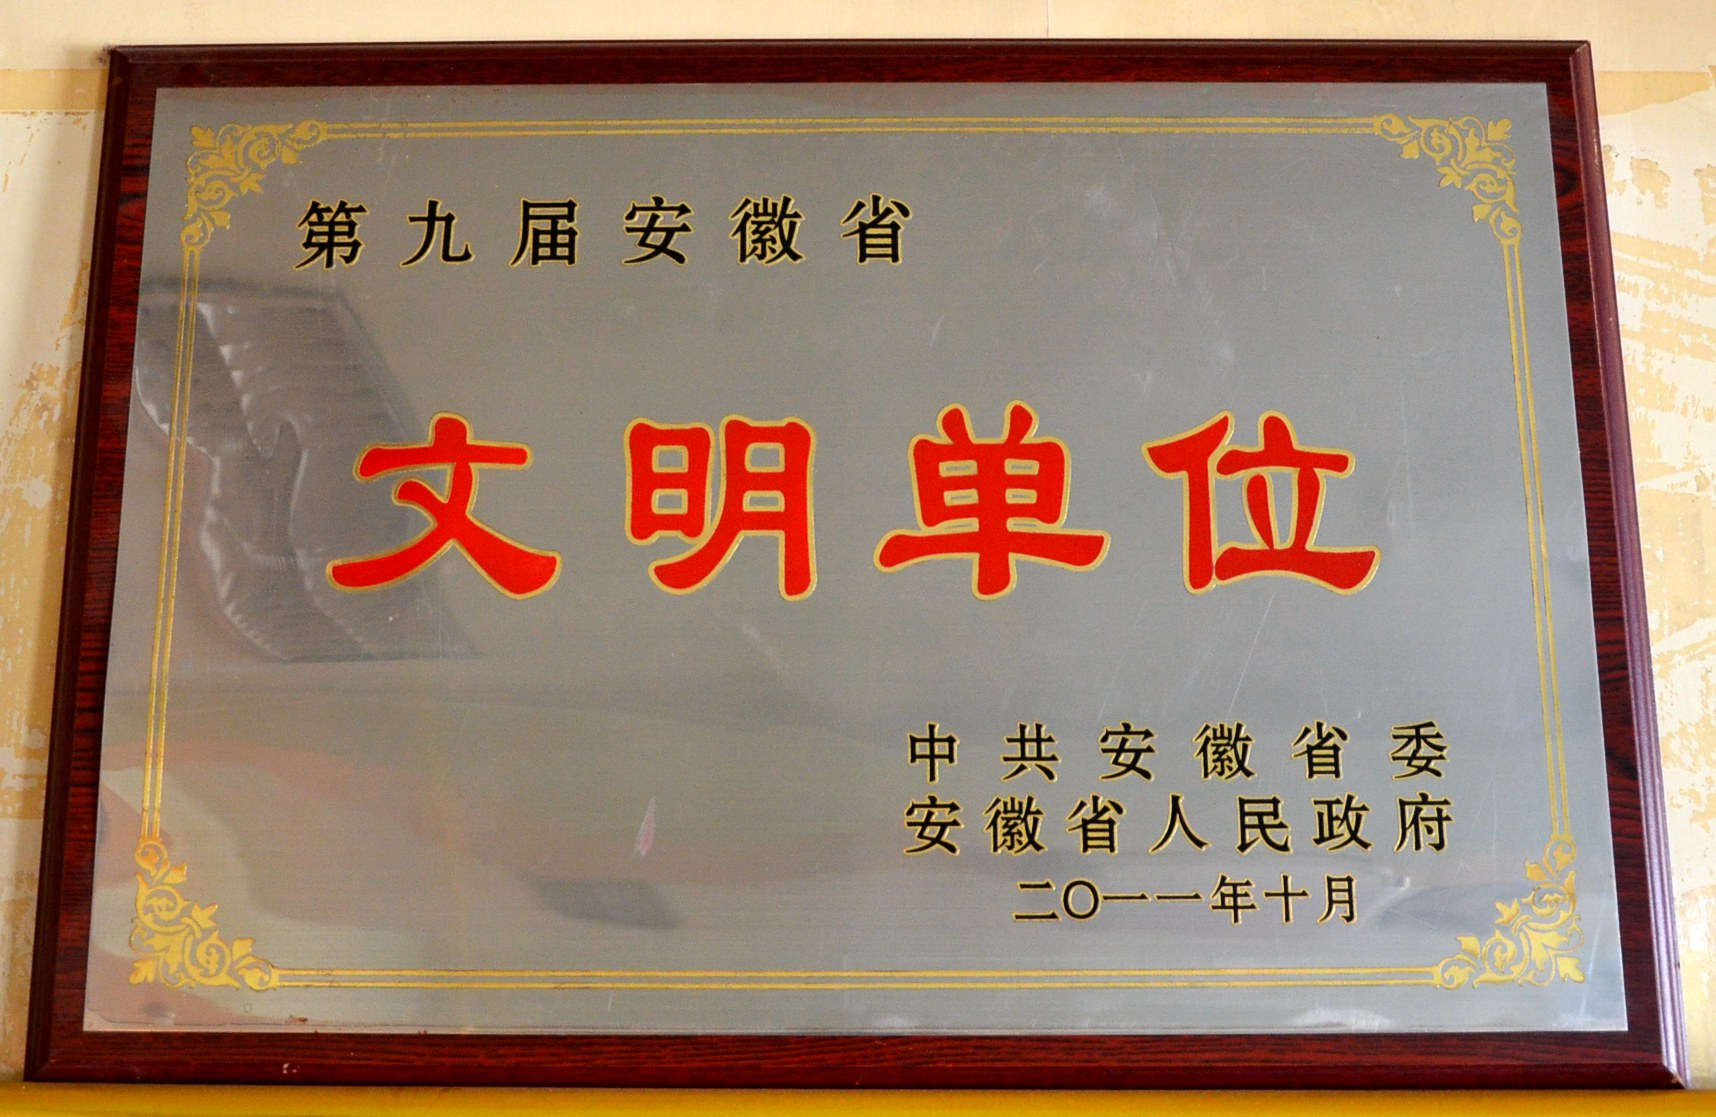 第九届安徽省
文明单位
中共安徽省委
安徽省人民政府
二〇一一年十月